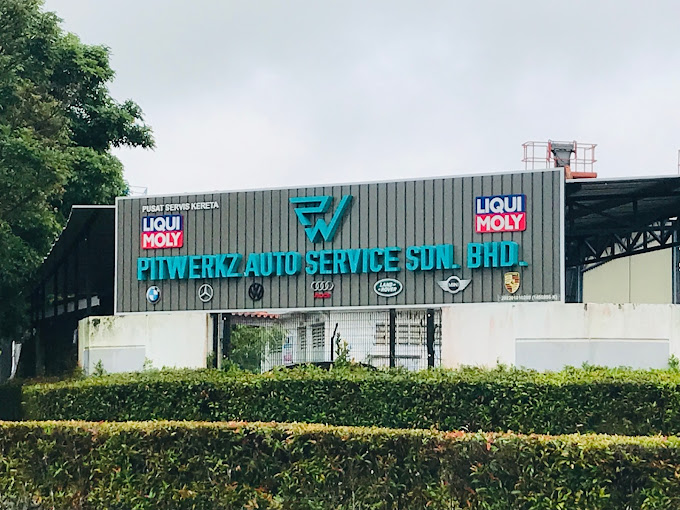 PUSAT SERVIS KERETA
LIQUI
MOLY
LIQUI
MOLY
PITWERKZ AUTO SERVICE SDN. BHD.
LAND
ROVER
MINI